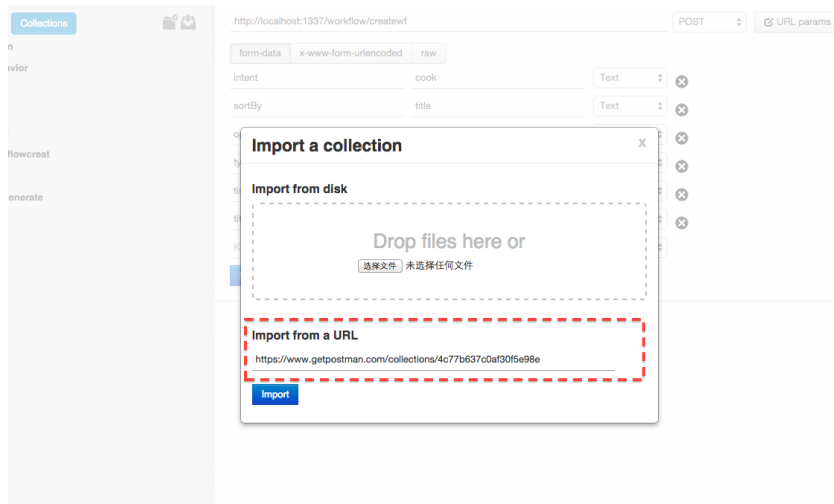 Collections
http://localhost:1337/workflow/createwf
POST
URL params
n
form-data x-www-form-urlencoded raw
avior
intent cook Text
sortBy title Text
flowcreat
enerate
Import a collection
x
Import from disk
Drop files here or
选择文件 未选择任何文件
Import from a URL
https://www.getpostman.com/collections/4c77b637c0af30f5e98e
Import